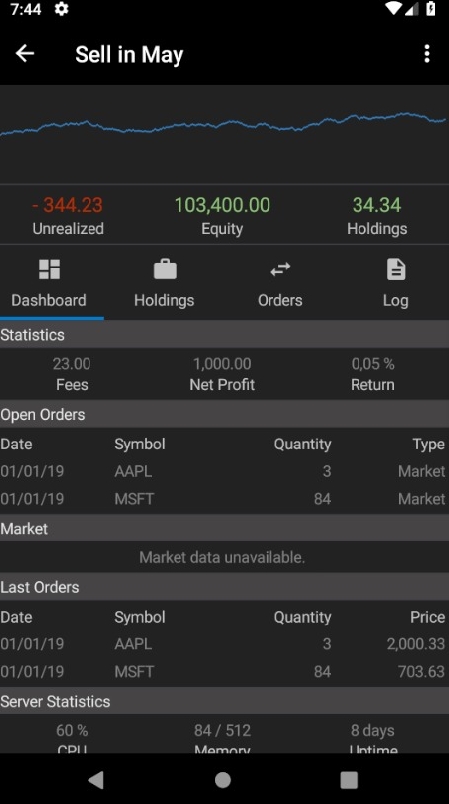 7:44
Sell in May
- 344.23 103,400.00 34.34
Unrealized Equity Holdings
Dashboard Holdings Orders Log
Statistics
23.00 1,000.00 0,05 %
Fees Net Profit Return
Open Orders
Date Symbol Quantity Type
01/01/19 AAPL 3 Market
01/01/19 MSFT 84 Market
Market
Market data unavailable.
Last Orders
Date Symbol Quantity Price
01/01/19 AAPL 3 2,000.33
01/01/19 MSFT 84 703.63
Server Statistics
60 % 84 / 512 8 days
CPU Memory Uptime